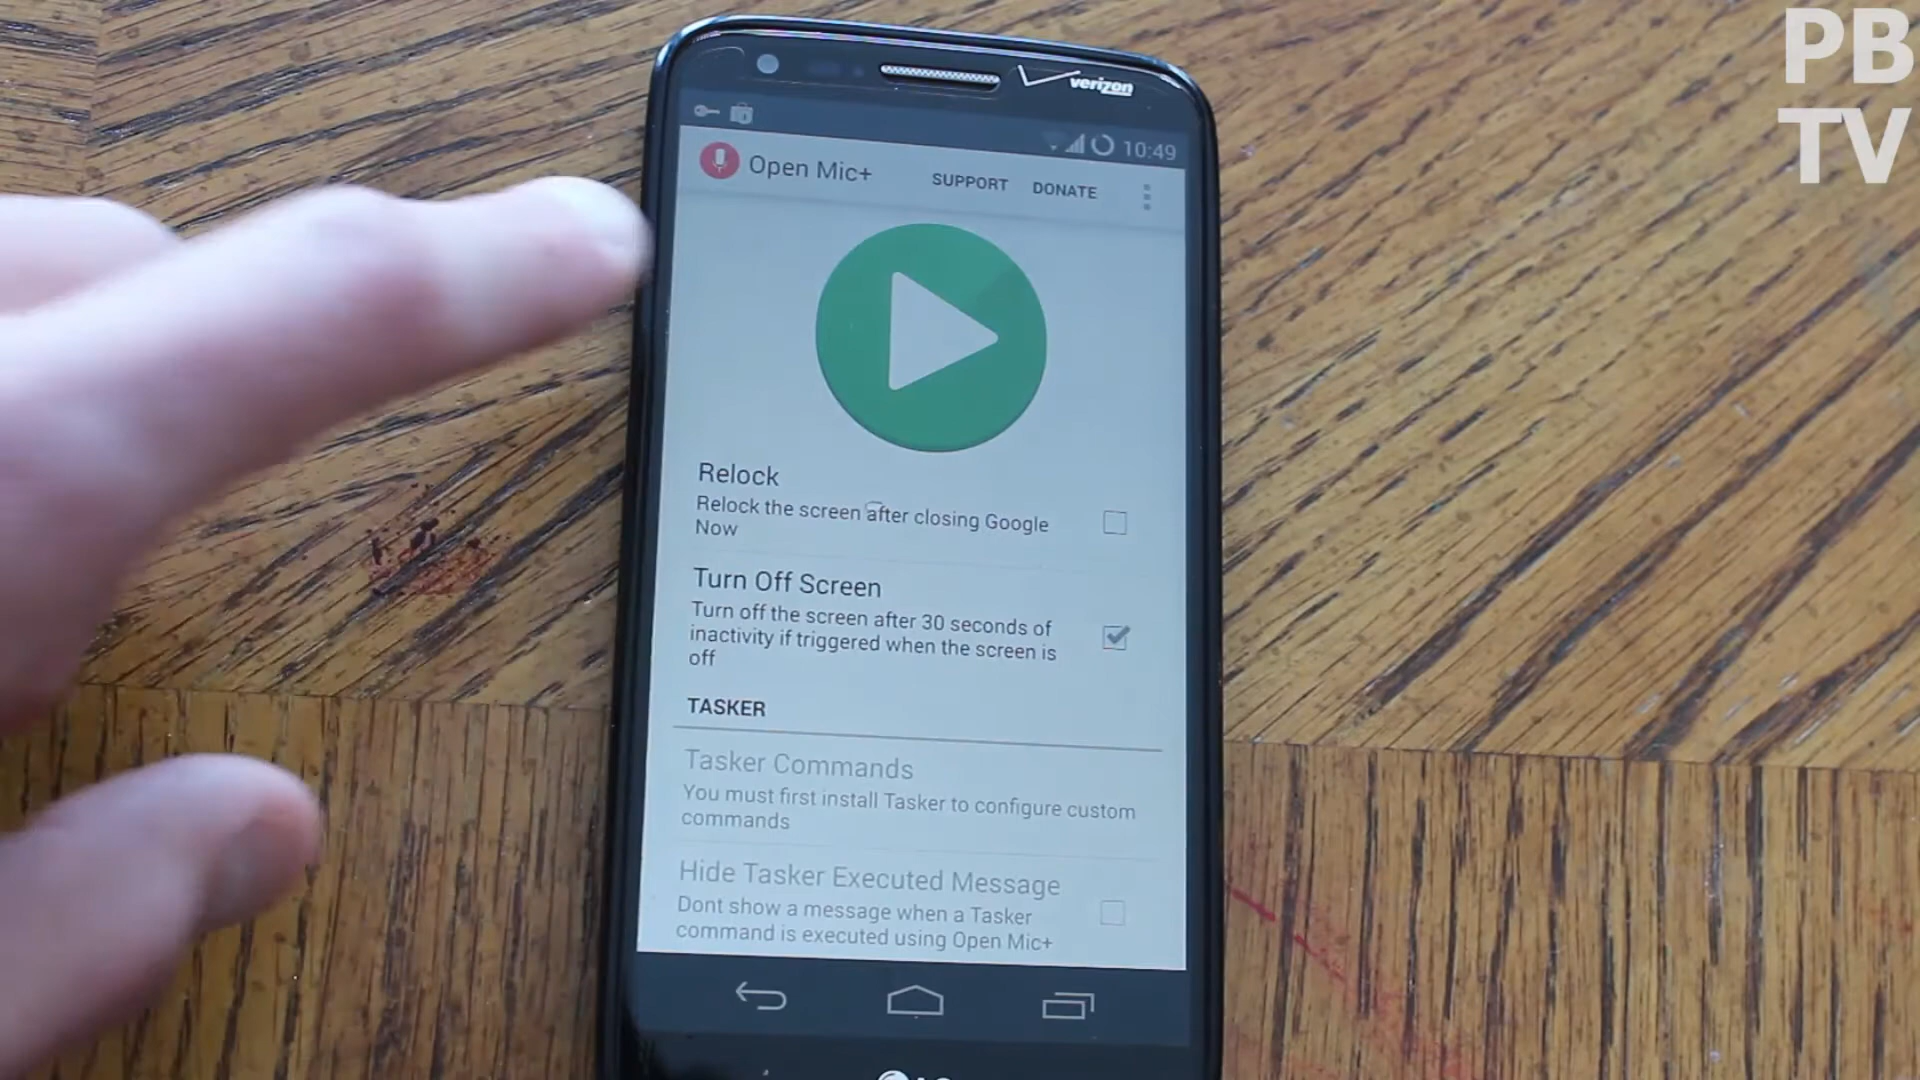 PB
TV
verizon
10:49
Open Mic+ SUPPORT DONATE
Relock
Relock the screen after closing Google
Now
Turn Off Screen
Turn off the screen after 30 seconds of
inactivity if triggered when the screen is
off
TASKER
Tasker Commands
You must first install Tasker to configure custom
commands
Hide Tasker Executed Message
Dont show a message when a Tasker
command is executed using Open Mic+